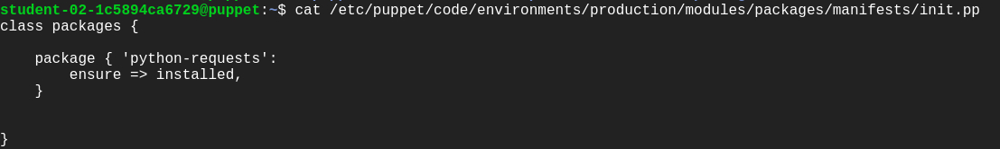 student-02-1c5894ca6729@puppet:~$ cat /etc/puppet/code/environments/production/modules/packages/manifests/init.pp
class packages {
    package { 'python-requests':
        ensure => installed,
    }
}